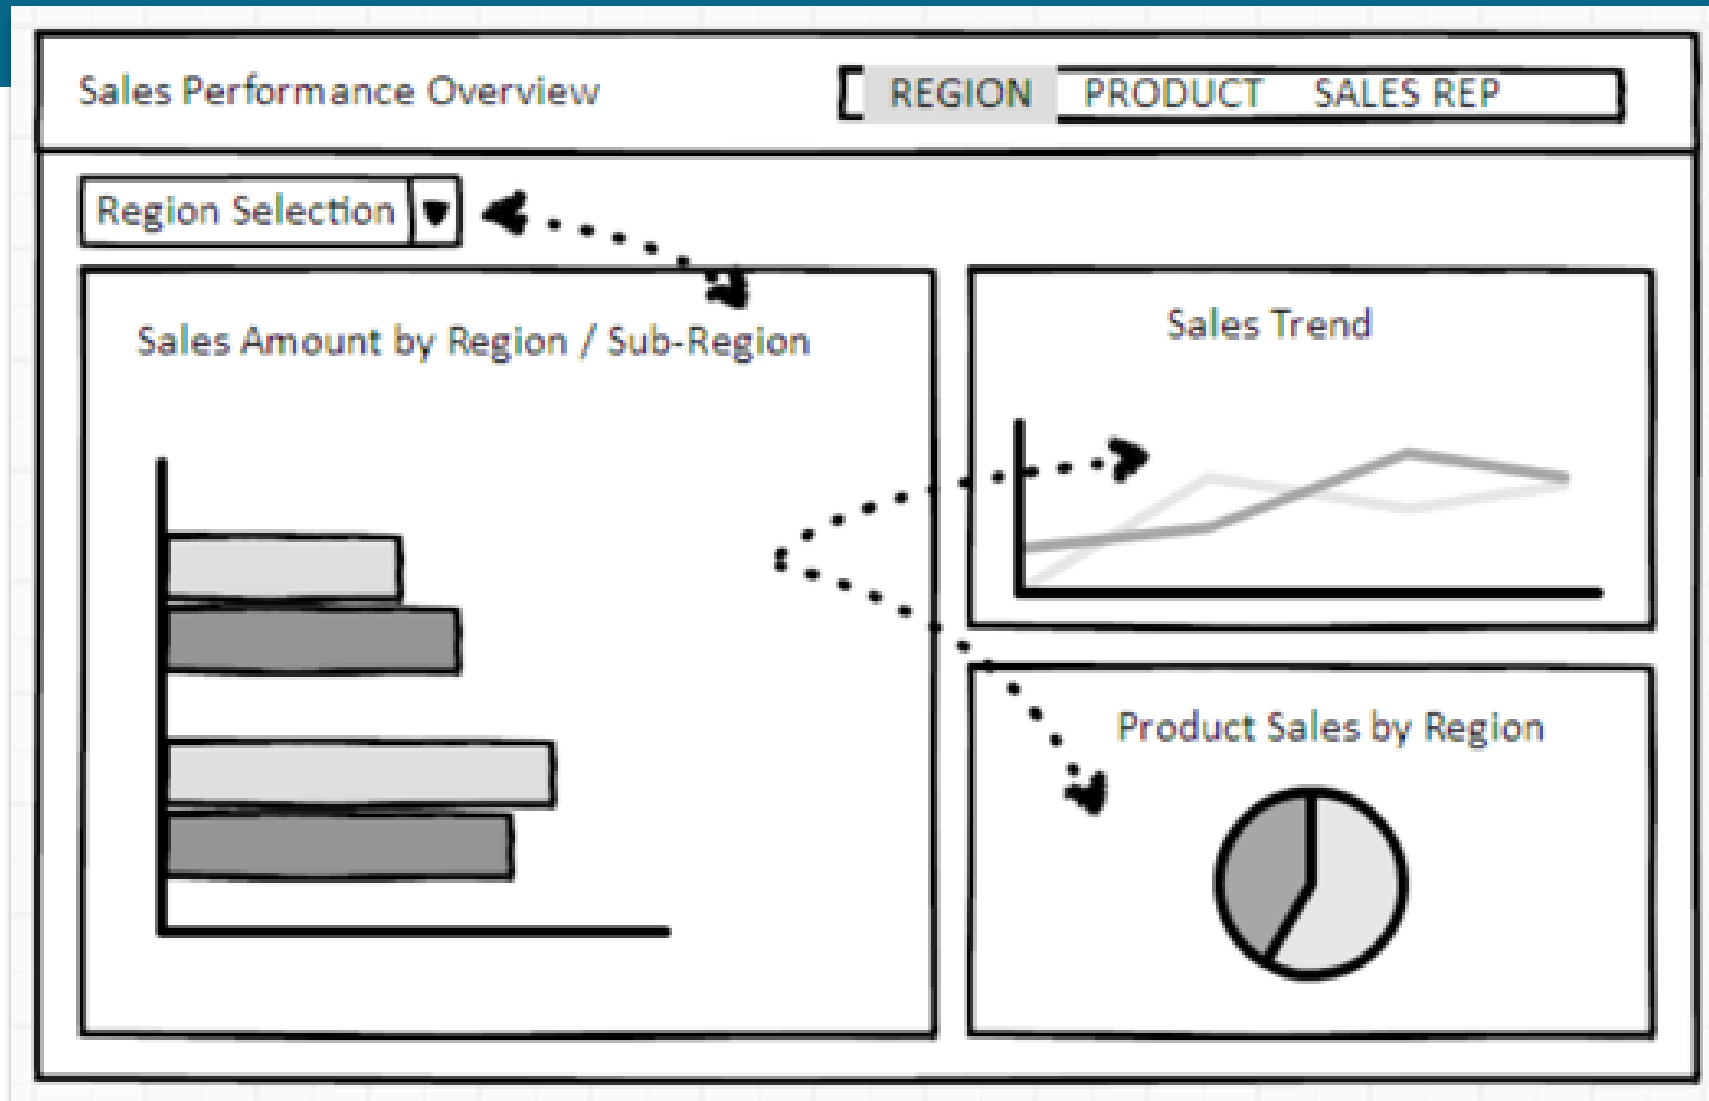 Sales Performance Overview
REGION PRODUCT SALES REP
Region Selection
Sales Amount by Region / Sub-Region
Sales Trend
Product Sales by Region